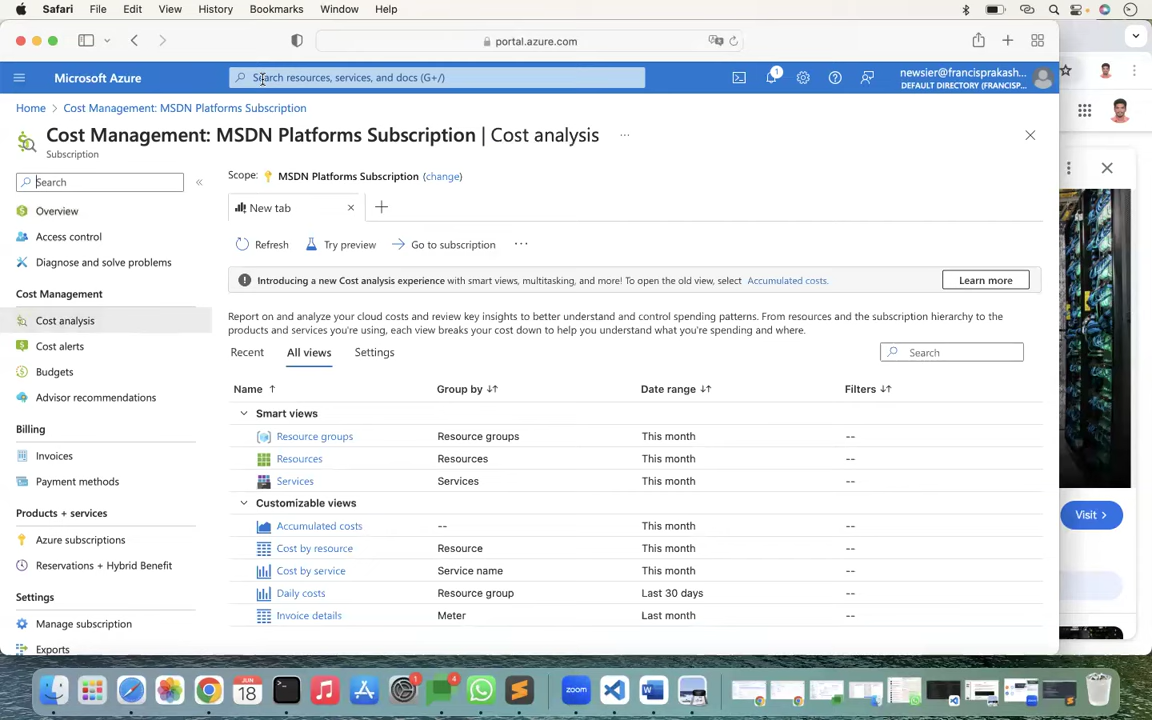 Safari File Edit View History Bookmarks Window Help
portal.azure.com
Microsoft Azure
Search resources, services, and docs (G+/)
1
newsier@francisprakash...
DEFAULT DIRECTORY (FRANCISP...
Home > Cost Management: MSDN Platforms Subscription
Cost Management: MSDN Platforms Subscription | Cost analysis ...
Subscription
Search
Overview
Access control
Diagnose and solve problems
Cost Management
Cost analysis
Cost alerts
Budgets
Advisor recommendations
Billing
Invoices
Payment methods
Products + services
Azure subscriptions
Reservations + Hybrid Benefit
Settings
Manage subscription
Exports
Scope: MSDN Platforms Subscription (change)
New tab
Refresh Try preview Go to subscription ...
Introducing a new Cost analysis experience with smart views, multitasking, and more! To open the old view, select Accumulated costs.
Learn more
Report on and analyze your cloud costs and review key insights to better understand and control spending patterns. From resources and the subscription hierarchy to the
products and services you're using, each view breaks your cost down to help you understand what you're spending and where.
Recent All views Settings
Search
Name Group by Date range Filters
Smart views
Resource groups Resource groups This month --
Resources Resources This month --
Services Services This month --
Customizable views
Accumulated costs -- This month --
Cost by resource Resource This month --
Cost by service Service name This month --
Daily costs Resource group Last 30 days --
Invoice details Meter Last month --
Visit >
JUN
18
1
4
zoom